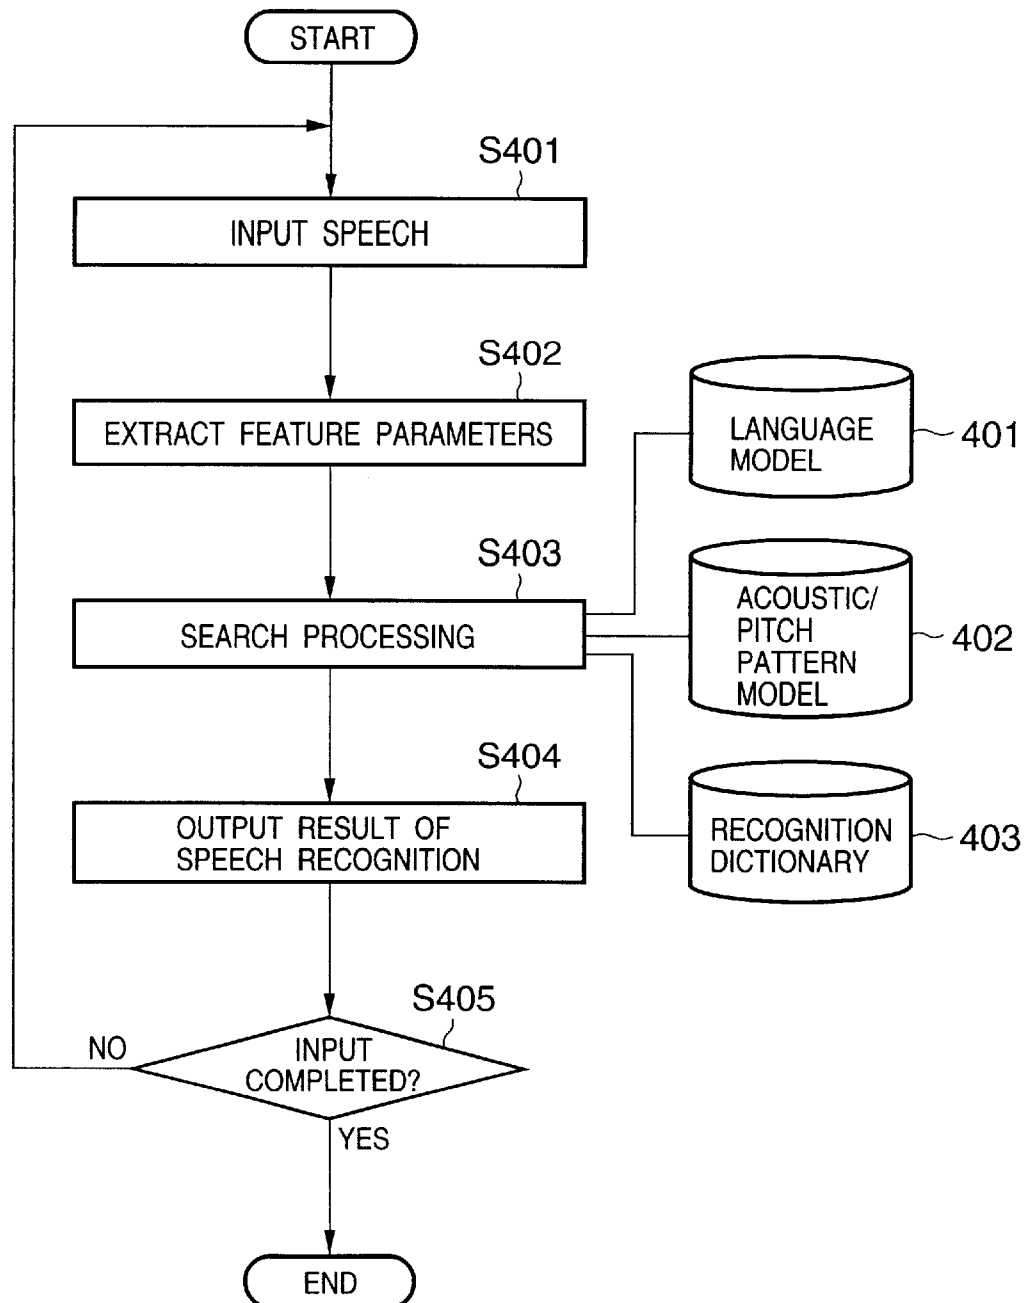 START
S401
INPUT SPEECH
S402
EXTRACT FEATURE PARAMETERS
LANGUAGE
MODEL
401
S403
SEARCH PROCESSING
ACOUSTIC/
PITCH
PATTERN
MODEL
402
S404
OUTPUT RESULT OF
SPEECH RECOGNITION
RECOGNITION
DICTIONARY
403
S405
INPUT
COMPLETED?
NO
YES
END